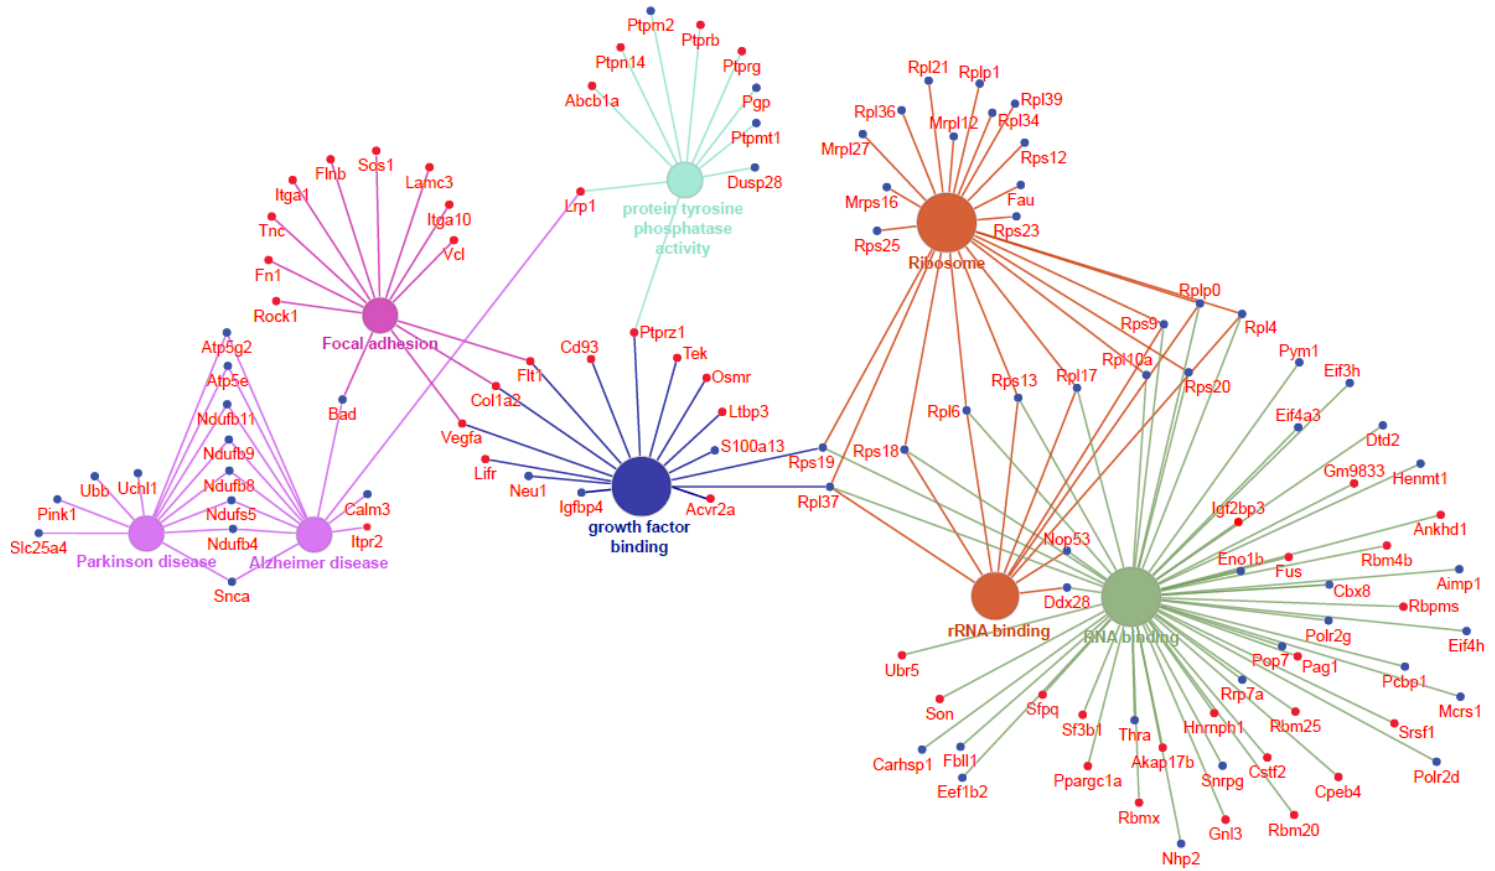 Ptpm2
Ptprb
Ptpn14
Ptprg
Abcb1a
Pgp
Ptpmt1
Dusp28
Lrp1
protein tyrosine
phosphatase
activity
Rpl21
Rplp1
Rpl39
Rpl36
Mrpl12
Rpl34
Mrpl27
Rps12
Mrps16
Fau
Rps23
Rps25
Ribosome
Sos1
Flnb
Lamc3
Itga1
Itga10
Tnc
Vcl
Fn1
Rock1
Focal adhesion
Rplp0
Rps9
Rpl4
Rpl10a
Rps20
Rps13
Rpl17
Rpl6
Rps18
Rps19
Rpl37
Pym1
Eif3h
Eif4a3
Dtd2
Gm9833
Henmt1
Igf2bp3
Ankhd1
Nop53
Eno1b
Fus
Rbm4b
Aimp1
Cbx8
Ddx28
Rbpms
rRNA binding
RNA binding
Polr2g
Eif4h
Atp5g2
Atp5e
Ndufb11
Bad
Ndufb9
Ndufb8
Ndufs5
Ndufb4
Ubb
Uchl1
Pink1
Slc25a4
Calm3
Itpr2
Parkinson disease
Alzheimer disease
Snca
Ptprz1
Cd93
Tek
Flt1
Osmr
Col1a2
Ltbp3
Vegfa
S100a13
Lifr
Neu1
Igfbp4
Acvr2a
growth factor
binding
Ubr5
Pop7
Pag1
Pcbp1
Rrp7a
Son
Sfpq
Mcrs1
Sf3b1
Thra
Hnrnph1
Rbm25
Srsf1
Carhsp1
Fbll1
Akap17b
Eef1b2
Ppargc1a
Snrpg
Cstf2
Polr2d
Cpeb4
Rbmx
Gnl3
Rbm20
Nhp2